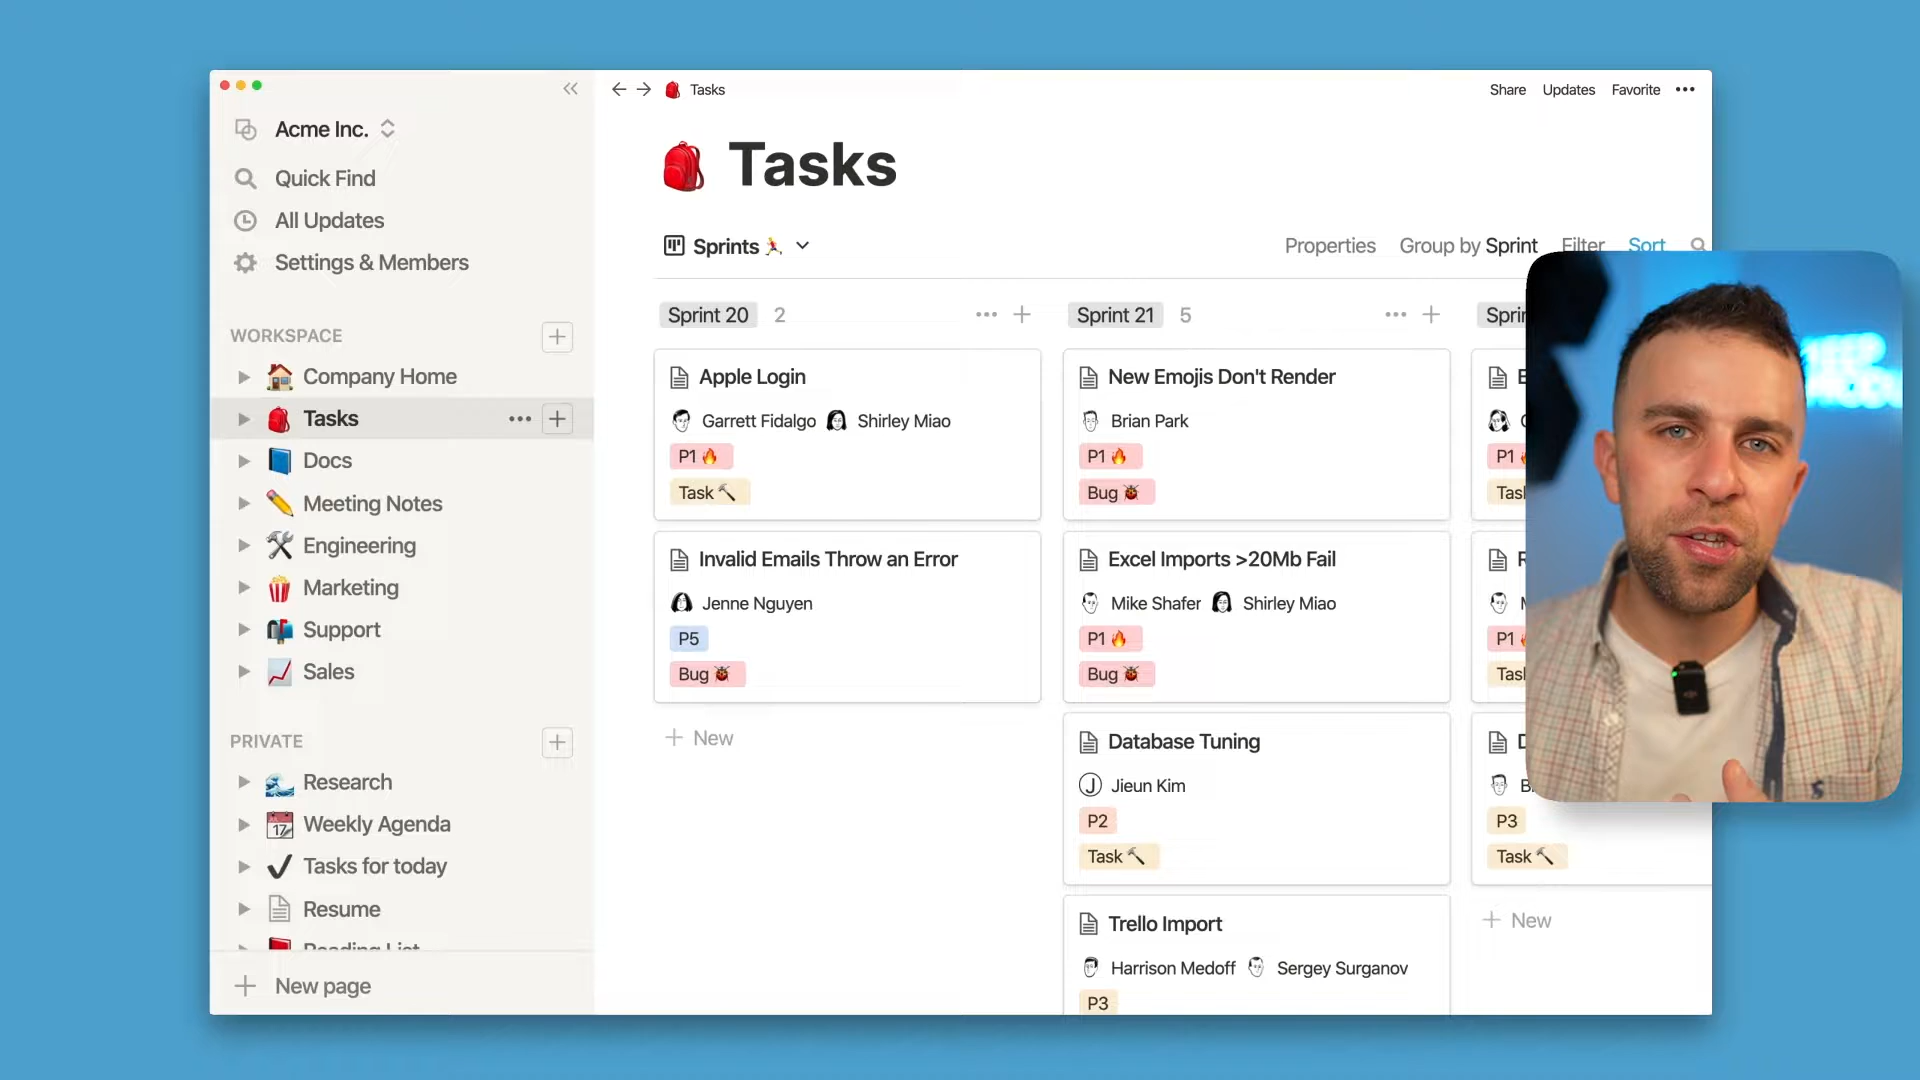 Tasks
Share Updates Favorite
Acme Inc.
Quick Find
All Updates
Settings & Members
WORKSPACE
Company Home
Tasks
Docs
Meeting Notes
Engineering
Marketing
Support
Sales
PRIVATE
Research
17
Weekly Agenda
Tasks for today
Resume
Reading List
New page
Tasks
Sprints
Properties Group by Sprint Filter Sort
Sprint 20 2
Apple Login
Garrett Fidalgo Shirley Miao
P1
Task
Invalid Emails Throw an Error
Jenne Nguyen
P5
Bug
New
Sprint 21 5
New Emojis Don't Render
Brian Park
P1
Bug
Excel Imports >20Mb Fail
Mike Shafer Shirley Miao
P1
Bug
Database Tuning
J Jieun Kim
P2
Task
Trello Import
Harrison Medoff Sergey Surganov
P3
P1
P1
P3
Task
New